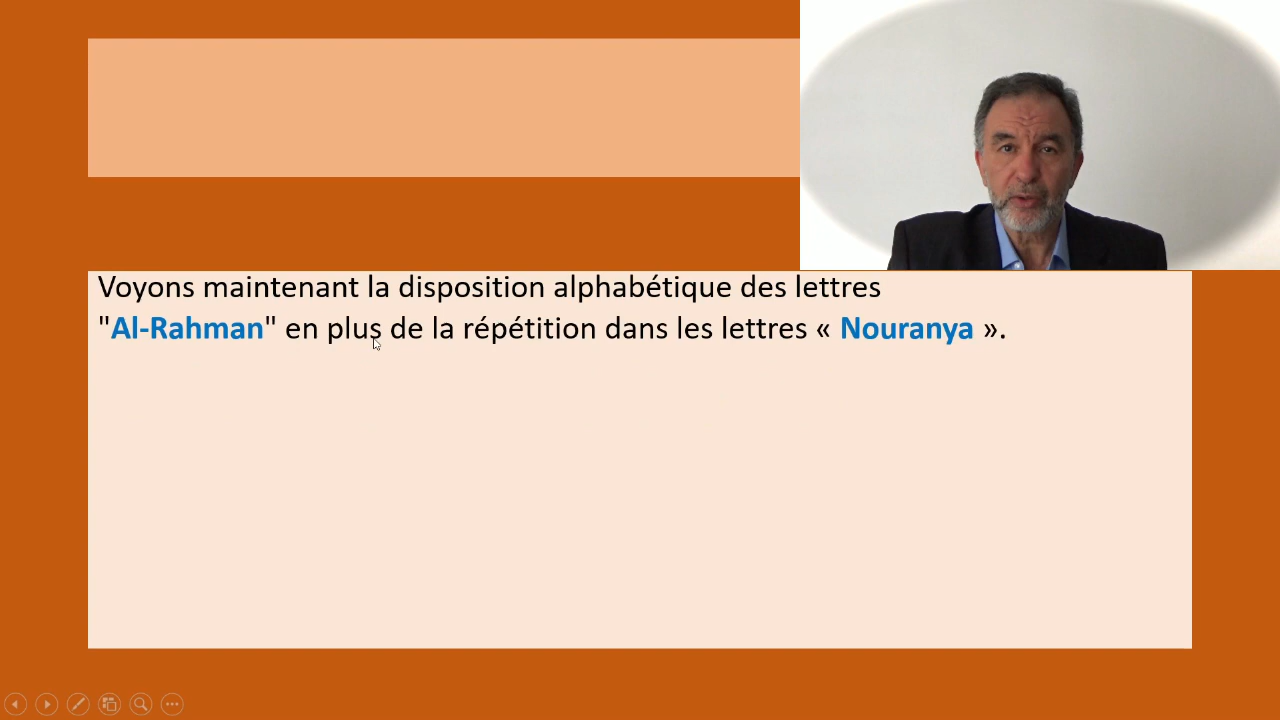 Voyons maintenant la disposition alphabétique des lettres
"Al-Rahman" en plus de la répétition dans les lettres « Nouranya ».